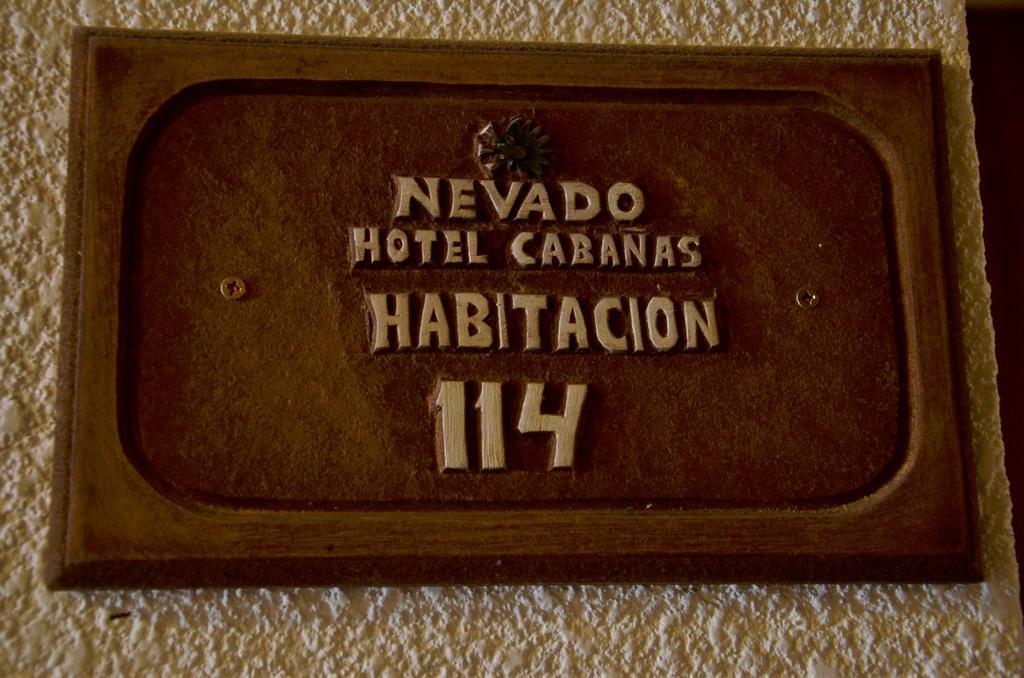 NEVADO
HOTEL CABAÑAS
HABITACION
114